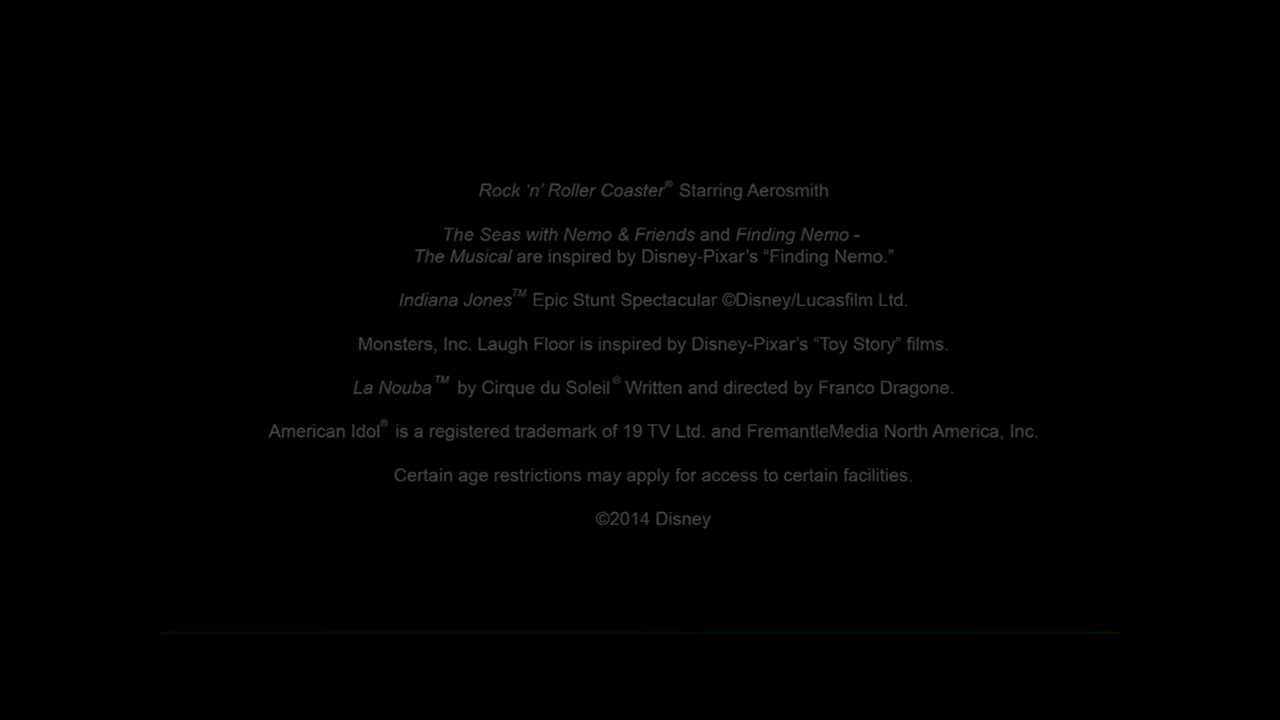 Rock ‘n’ Roller Coaster® Starring Aerosmith
The Seas with Nemo & Friends and Finding Nemo -
The Musical are inspired by Disney-Pixar’s “Finding Nemo.”
Indiana Jones™ Epic Stunt Spectacular ©Disney/Lucasfilm Ltd.
Monsters, Inc. Laugh Floor is inspired by Disney-Pixar’s “Toy Story” films.
La Nouba™ by Cirque du Soleil® Written and directed by Franco Dragone.
American Idol® is a registered trademark of 19 TV Ltd. and FremantleMedia North America, Inc.
Certain age restrictions may apply for access to certain facilities.
©2014 Disney